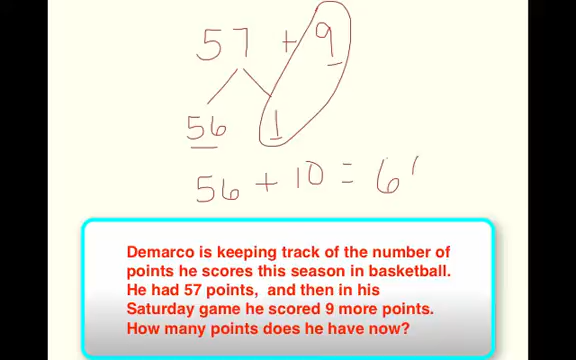 57 + 9
56 1
56 + 10 = 6
Demarco is keeping track of the number of
points he scores this season in basketball.
He had 57 points, and then in his
Saturday game he scored 9 more points.
How many points does he have now?